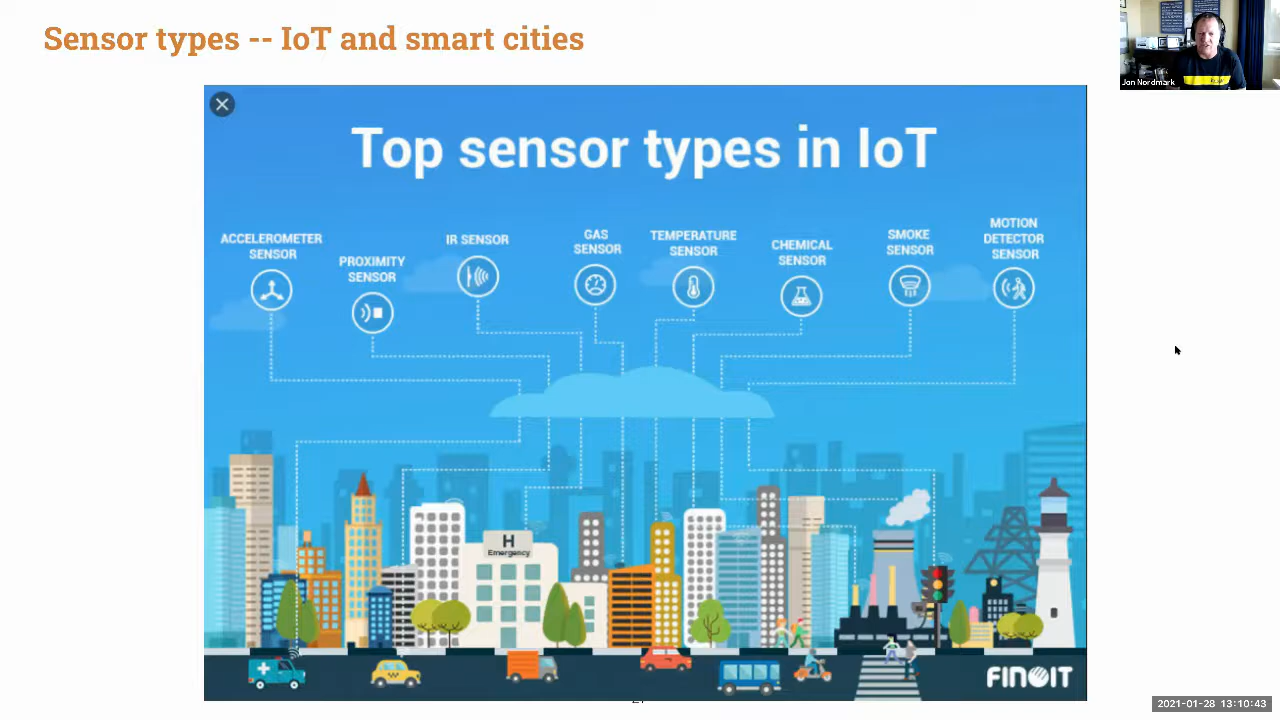 Sensor types -- IoT and smart cities
Jon Nordmark
Top sensor types in IoT
ACCELEROMETER
SENSOR
PROXIMITY
SENSOR
IR SENSOR
GAS
SENSOR
TEMPERATURE
SENSOR
CHEMICAL
SENSOR
SMOKE
SENSOR
MOTION
DETECTOR
SENSOR
H
Emergency
FINOIT
2021-01-28 13:10:43